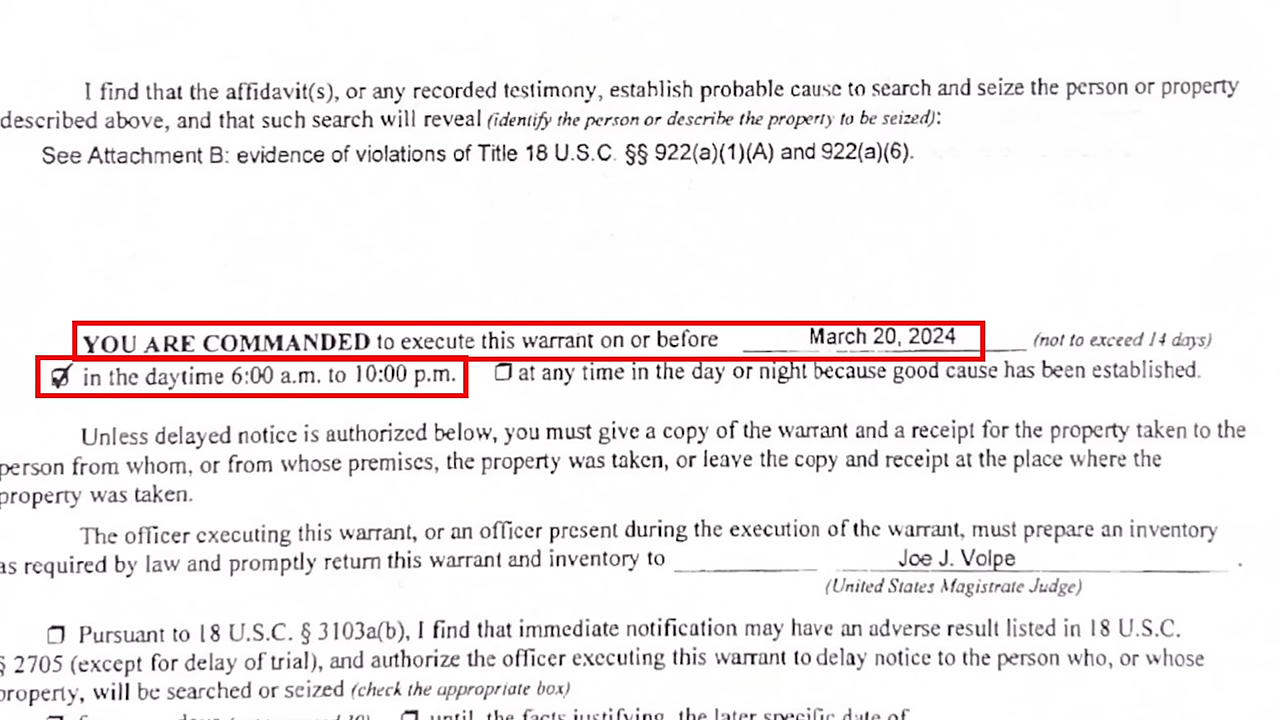 I find that the affidavit(s), or any recorded testimony, establish probable cause to search and seize the person or property
described above, and that such search will reveal (identify the person or describe the property to be seized):
See Attachment B: evidence of violations of Title 18 U.S.C. §§ 922(a)(1)(A) and 922(a)(6).
YOU ARE COMMANDED to execute this warrant on or before March 20, 2024 (not to exceed 14 days)
in the daytime 6:00 a.m. to 10:00 p.m. at any time in the day or night because good cause has been established.
Unless delayed notice is authorized below, you must give a copy of the warrant and a receipt for the property taken to the
person from whom, or from whose premises, the property was taken, or leave the copy and receipt at the place where the
property was taken.
The officer executing this warrant, or an officer present during the execution of the warrant, must prepare an inventory
as required by law and promptly return this warrant and inventory to Joe J. Volpe .
(United States Magistrate Judge)
Pursuant to 18 U.S.C. § 3103a(b), I find that immediate notification may have an adverse result listed in 18 U.S.C.
§ 2705 (except for delay of trial), and authorize the officer executing this warrant to delay notice to the person who, or whose
property, will be searched or seized (check the appropriate box)
until, the facts justifying, the later specific date of